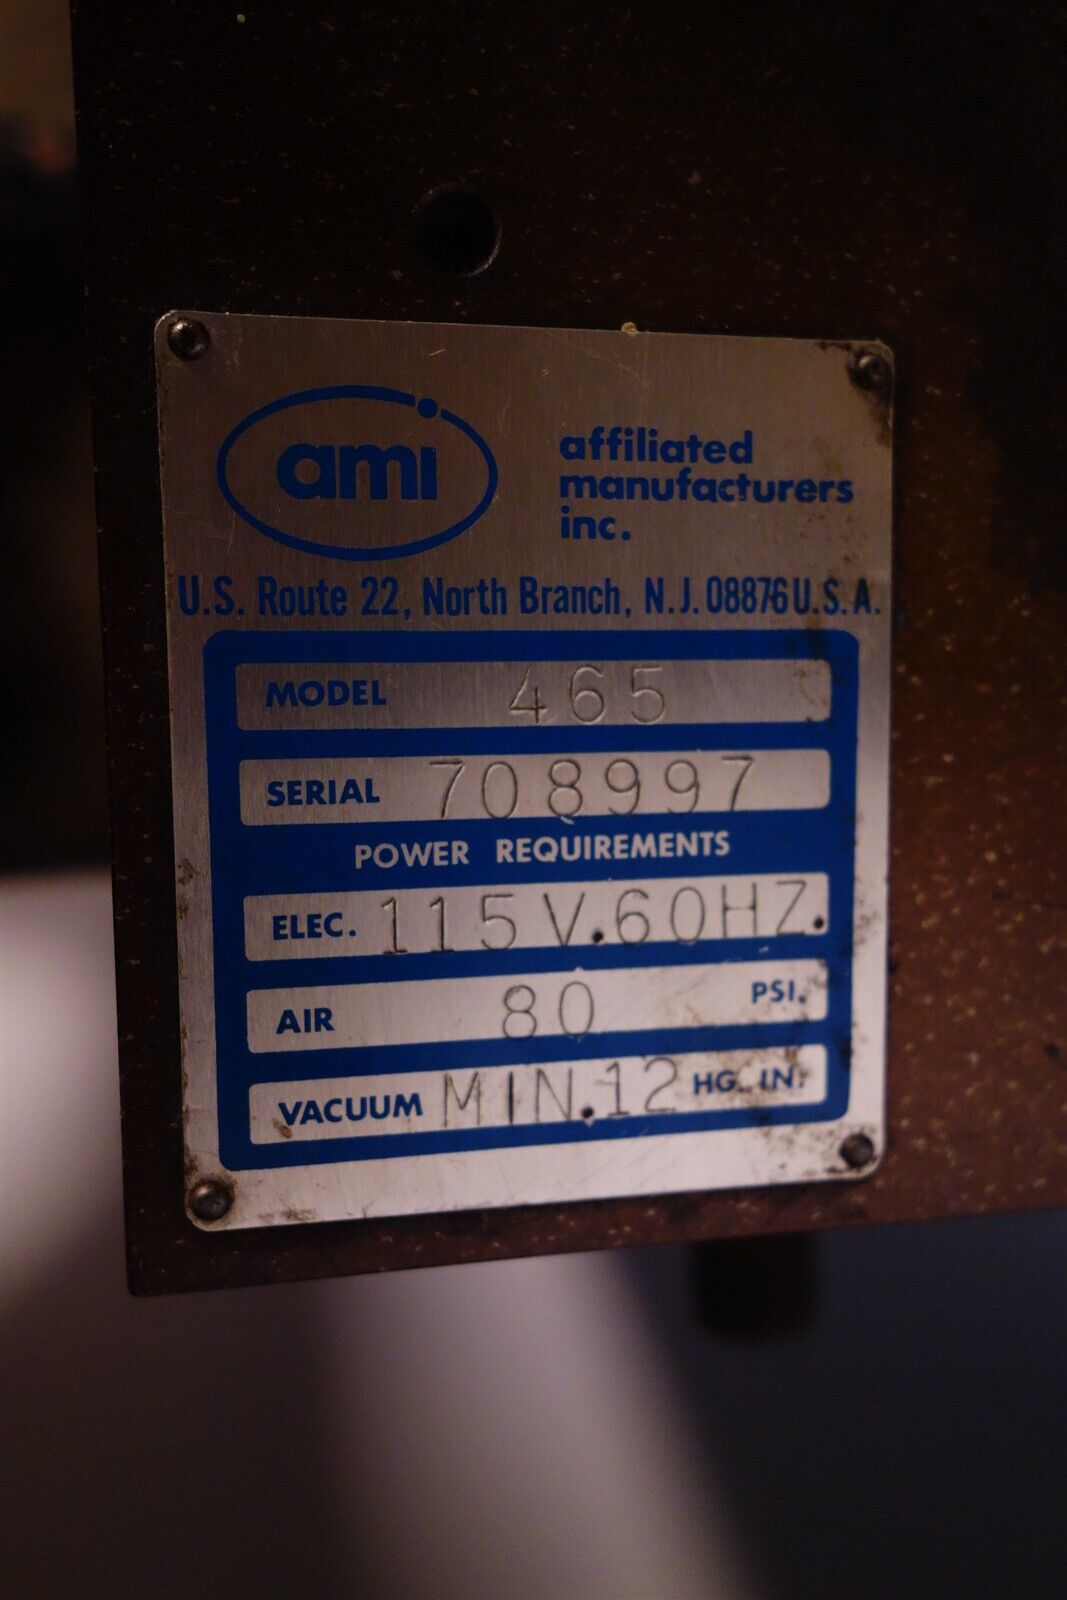 ami
affiliated
manufacturers
inc.
U.S. Route 22, North Branch, N.J. 08876 U.S.A.
MODEL 465
SERIAL 708997
POWER REQUIREMENTS
ELEC. 115V.60HZ.
AIR 80 PSI.
VACUUM MIN.12 HG. IN.